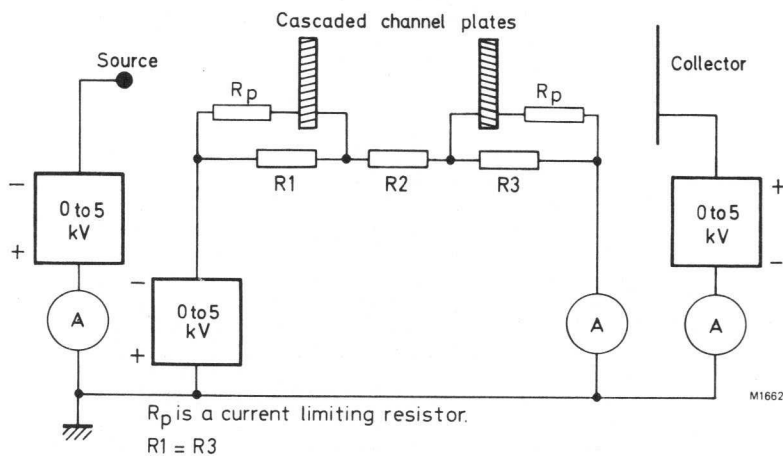 Cascaded channel plates
Source
Collector
Rp
Rp
R1
R2
R3
-
0 to 5
kV
+
-
0 to 5
kV
+
+
0 to 5
kV
-
A
A
A
M1662
Rp is a current limiting resistor.
R1 = R3